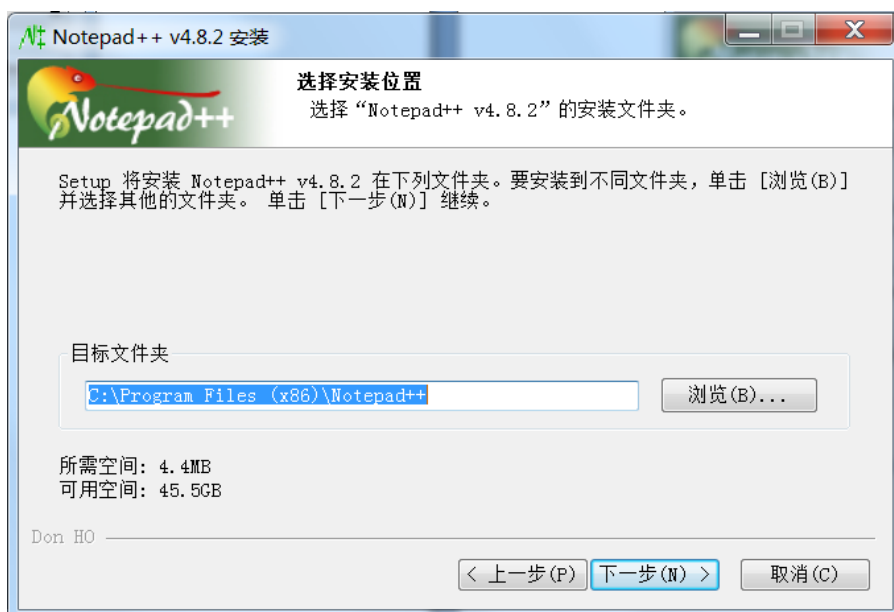 Notepad++ v4.8.2 安装
Notepad++
选择安装位置
选择“Notepad++ v4.8.2”的安装文件夹。
Setup 将安装 Notepad++ v4.8.2 在下列文件夹。要安装到不同文件夹，单击 [浏览(B)]
并选择其他的文件夹。 单击 [下一步(N)] 继续。
目标文件夹
C:\Program Files (x86)\Notepad++
浏览(B)...
所需空间: 4.4MB
可用空间: 45.5GB
Don HO
< 上一步(P) 下一步(N) > 取消(C)